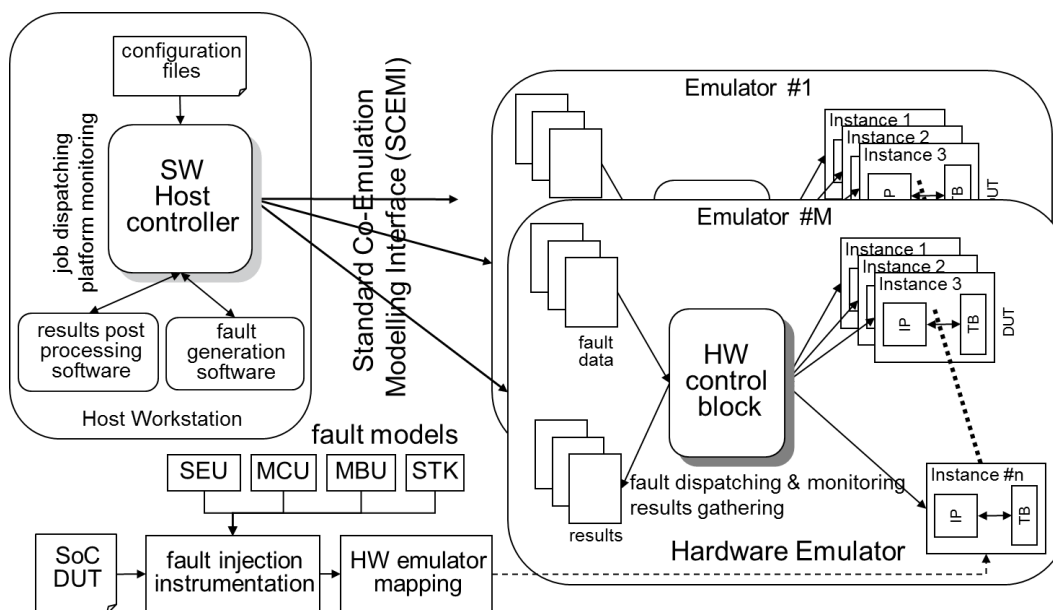 configuration
files
SW
Host
controller
job dispatching
platform monitoring
results post
processing
software
fault
generation
software
Host Workstation
Standard Co-Emulation
Modelling Interface (SCEMI)
Emulator #1
Instance 1
Instance 2
Instance 3
IP
TB
Emulator #M
fault
data
HW
control
block
Instance 1
Instance 2
Instance 3
IP
TB
DUT
fault dispatching & monitoring
results gathering
results
Instance #n
IP
TB
Hardware Emulator
fault models
SEU
MCU
MBU
STK
SoC
DUT
fault injection
instrumentation
HW emulator
mapping